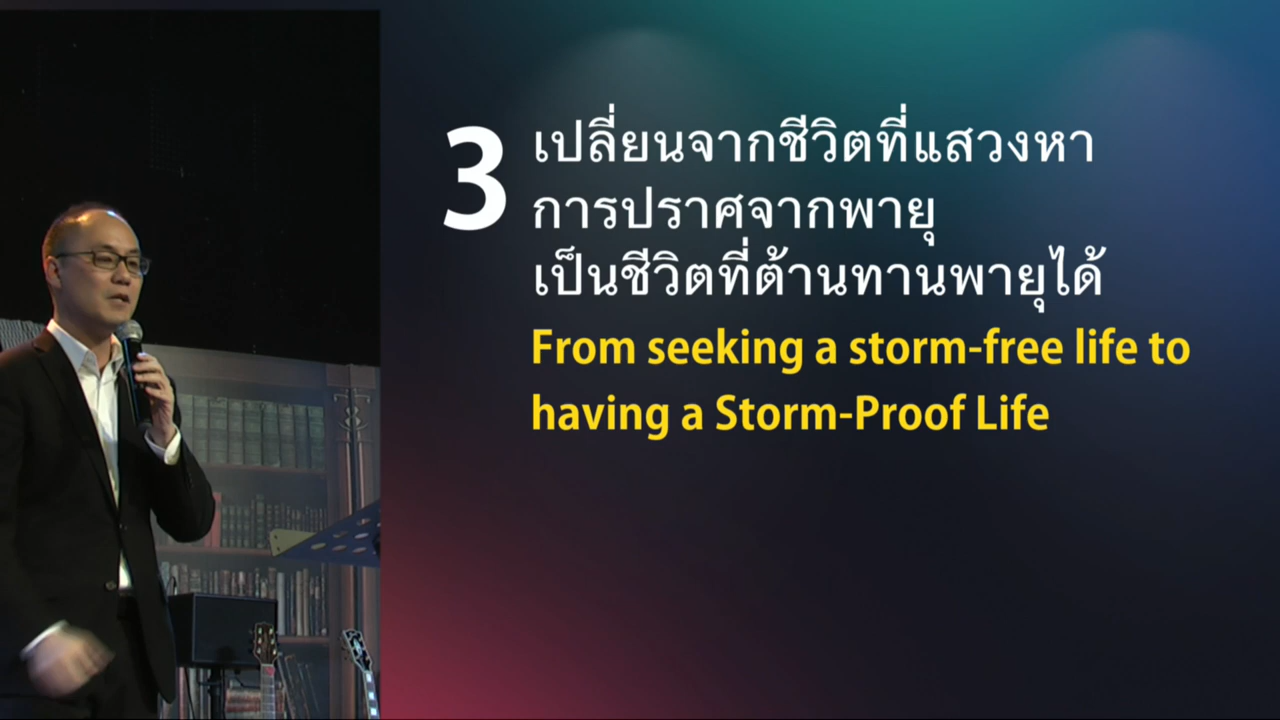 3
เปลี่ยนจากชีวิตที่แสวงหา
การปราศจากพายุ
เป็นชีวิตที่ต้านทานพายุได้
From seeking a storm-free life to
having a Storm-Proof Life